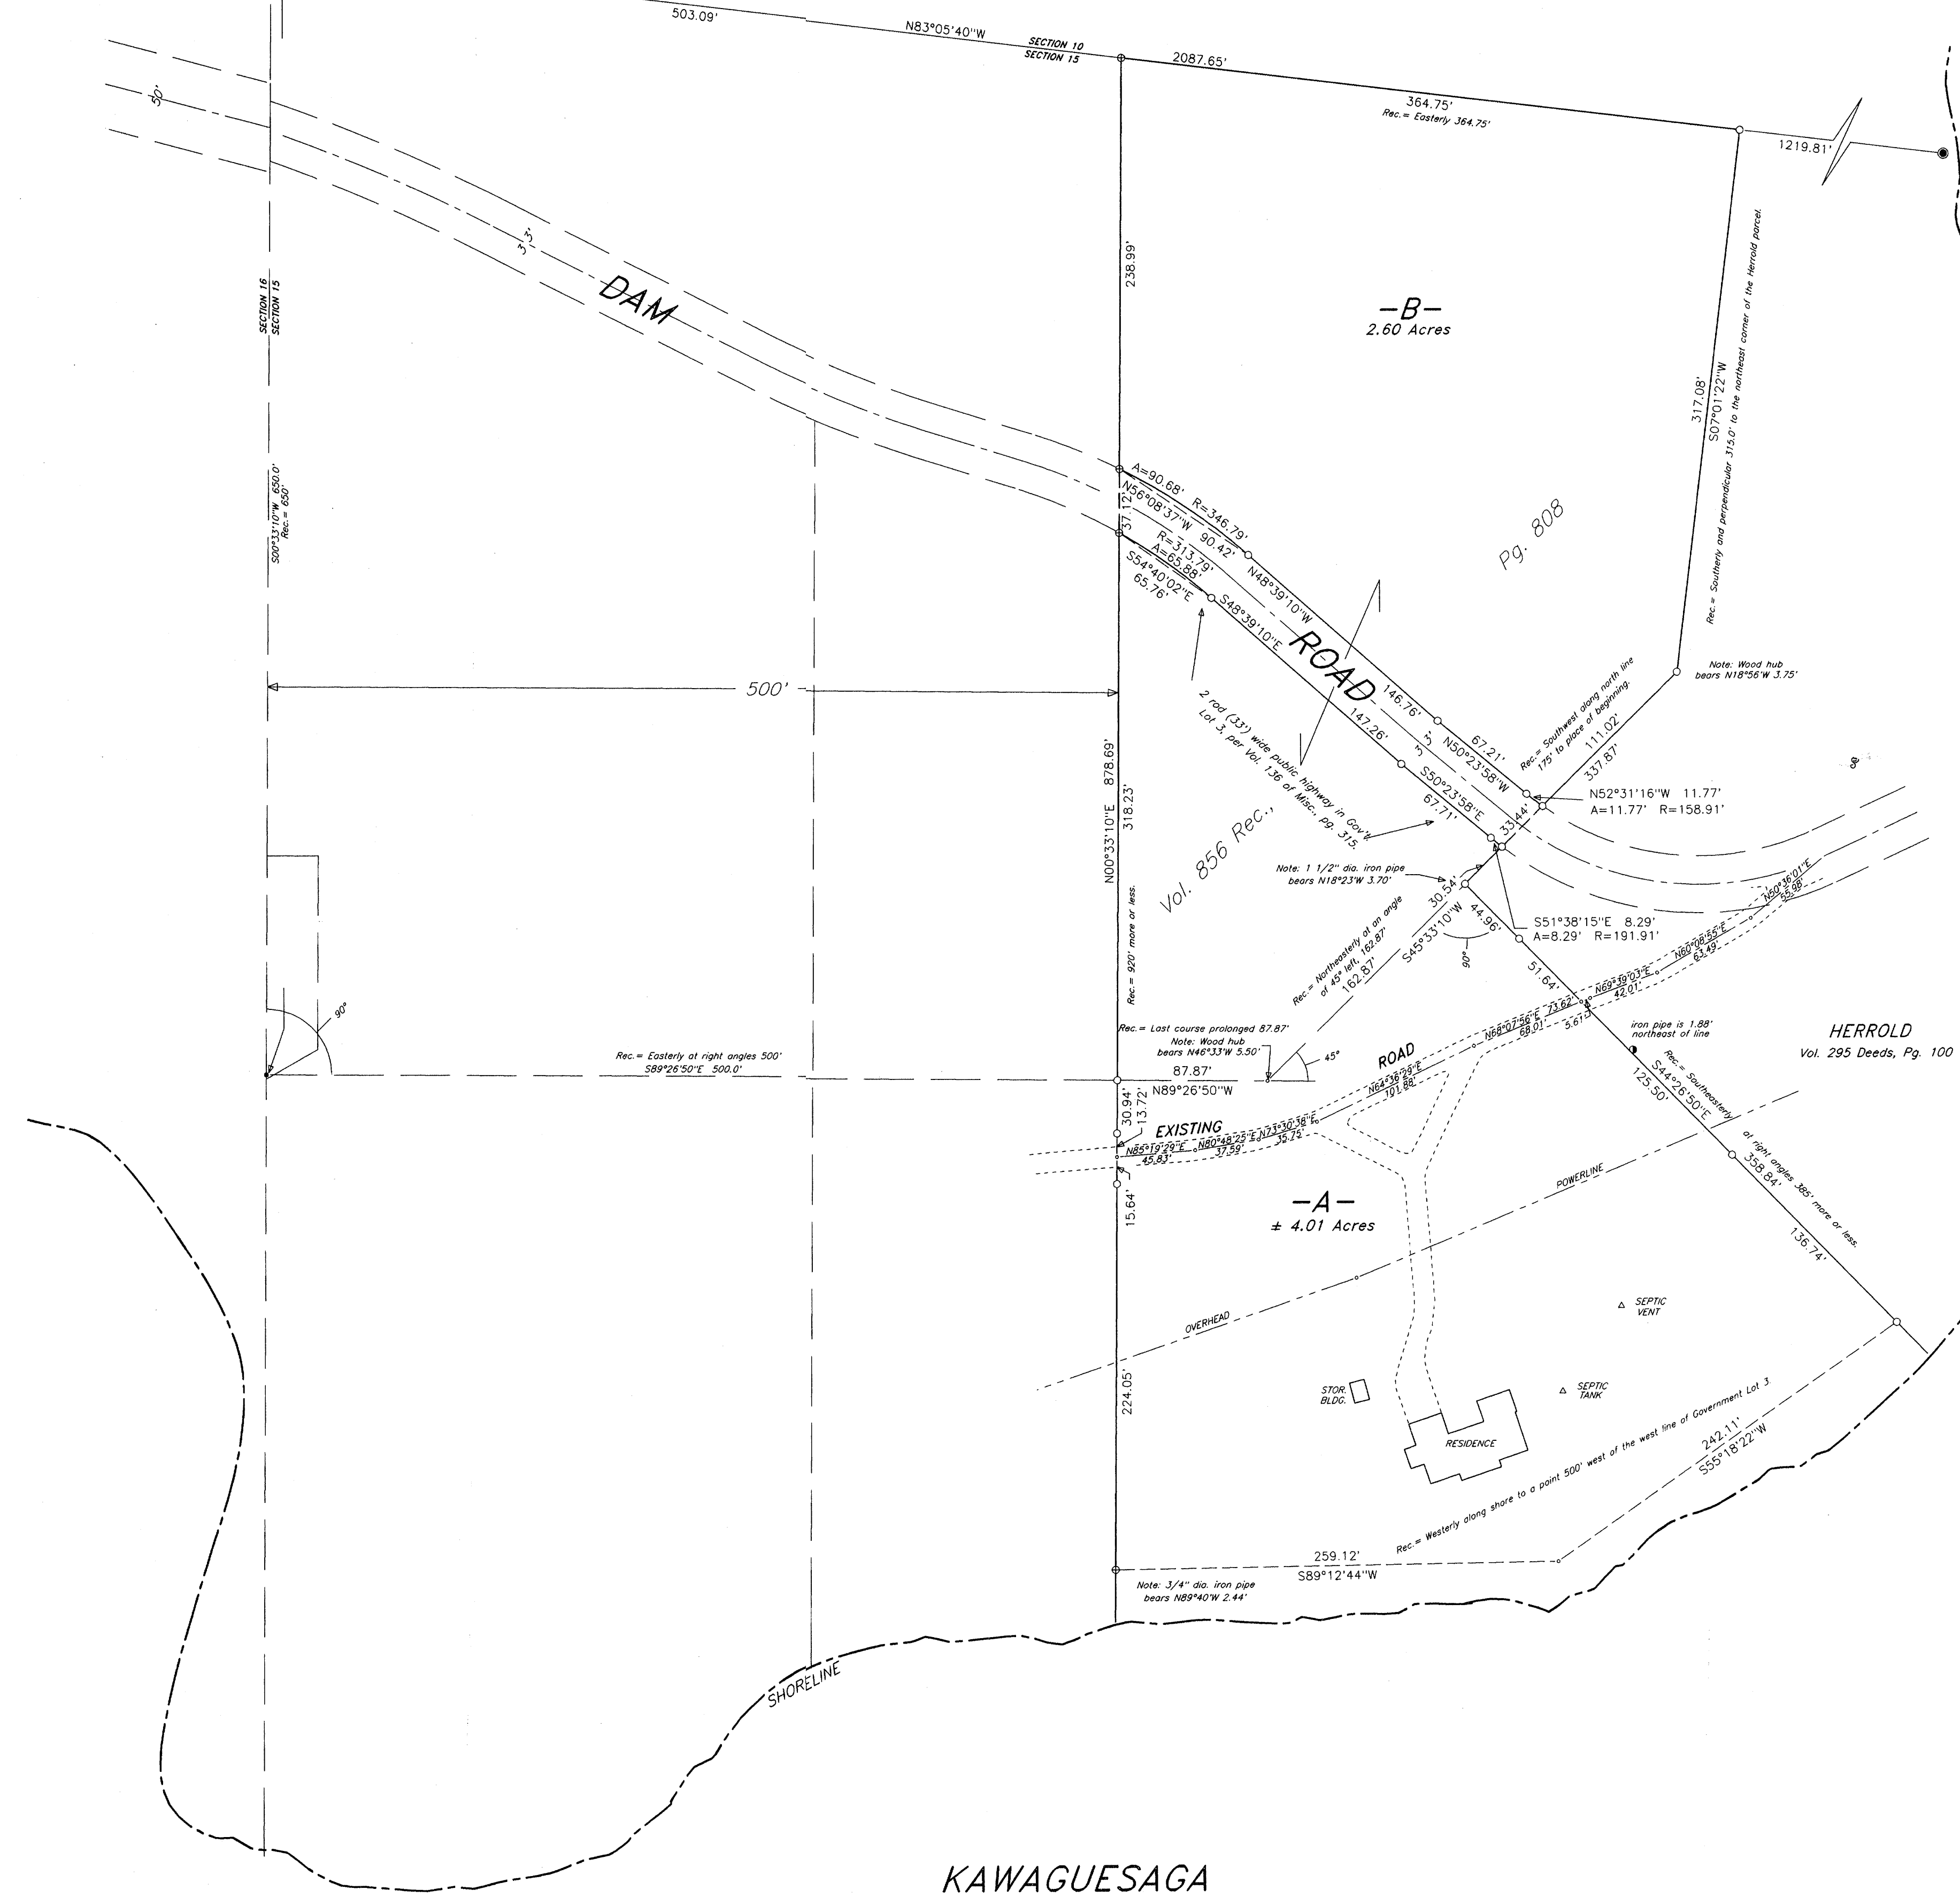 503.09'
N83°05'40"W
SECTION 10
SECTION 15
2087.65'
364.75'
Rec.= Easterly 364.75'
1219.81'
50'
33'
DAM
SECTION 16
SECTION 15
238.99'
-B-
2.60 Acres
317.08'
S07°01'22"W
Rec.= Southerly and perpendicular 315.0' to the northeast corner of the Herrold parcel.
S00°33'10"W 650.0'
Rec.= 650'
A=90.68' R=346.79'
N56°08'37"W 90.42'
37.12'
R=313.79'
A=65.88'
S54°40'02"E
65.76'
N48°39'10"W
146.76'
S48°39'10"E
147.26'
ROAD
33'
Pg. 808
Vol. 856 Rec.,
Note: Wood hub
bears N18°56'W 3.75'
500'
2 rod (33') wide public highway in Gov't.
Lot 3, per Vol. 136 of Misc., pg. 315.
67.21'
N50°23'58"W
S50°23'58"E
67.71'
Rec.= Southwest along north line
175' to place of beginning.
111.02'
337.87'
33.44'
N52°31'16"W 11.77'
A=11.77' R=158.91'
N00°33'10"E 878.69'
318.23'
Rec.= 920' more or less.
Note: 1 1/2" dia. iron pipe
bears N18°23'W 3.70'
30.54'
S45°33'10"W
162.87'
Rec.= Northeasterly at an angle
of 45° left, 162.87'
44.96'
90°
S51°38'15"E 8.29'
A=8.29' R=191.91'
51.64'
N50°36'01"E
55.98'
N60°08'55"E
63.49'
N69°39'03"E
42.01'
N68°07'56"E 73.62'
68.01'
5.61'
90°
Rec.= Easterly at right angles 500'
S89°26'50"E 500.0'
Rec.= Last course prolonged 87.87'
Note: Wood hub
bears N46°33'W 5.50'
87.87'
N89°26'50"W
45°
iron pipe is 1.88'
northeast of line
HERROLD
Vol. 295 Deeds, Pg. 100
Rec.= Southeasterly
at right angles 385' more or less.
S44°26'50"E
125.50'
358.84'
136.74'
30.94'
13.72'
EXISTING
ROAD
N85°19'29"E
45.83'
N80°48'25"E
37.59'
N73°30'38"E
35.75'
N64°36'29"E
101.88'
15.64'
-A-
± 4.01 Acres
POWERLINE
OVERHEAD
SEPTIC
VENT
224.05'
STOR.
BLDG.
SEPTIC
TANK
RESIDENCE
242.11'
S55°18'22"W
Rec.= Westerly along shore to a point 500' west of the west line of Government Lot 3.
259.12'
S89°12'44"W
Note: 3/4" dia. iron pipe
bears N89°40'W 2.44'
SHORELINE
KAWAGUESAGA